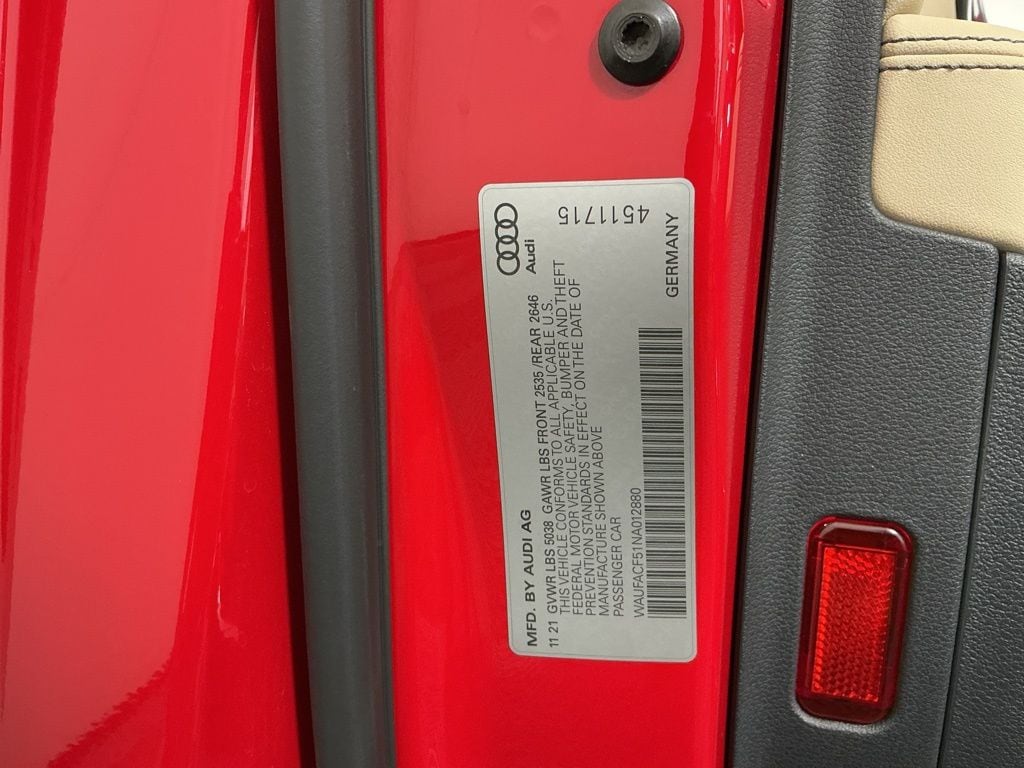 MFD. BY AUDI AG
Audi
11 21 GVWR LBS 5038 GAWR LBS FRONT 2535 /REAR 2646
THIS VEHICLE CONFORMS TO ALL APPLICABLE U.S.
FEDERAL MOTOR VEHICLE SAFETY, BUMPER AND THEFT
PREVENTION STANDARDS IN EFFECT ON THE DATE OF
MANUFACTURE SHOWN ABOVE
PASSENGER CAR
WAUFACF51NA012880
4511715
GERMANY